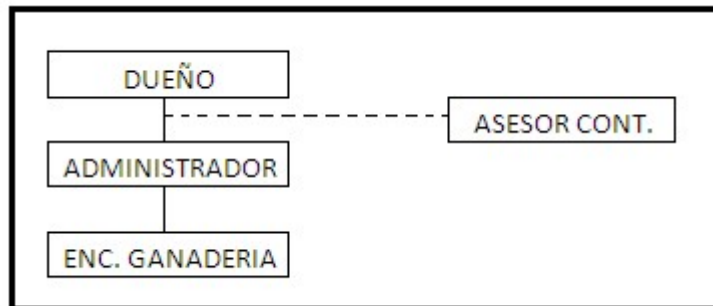 DUEÑO
ASESOR CONT.
ADMINISTRADOR
ENC. GANADERIA